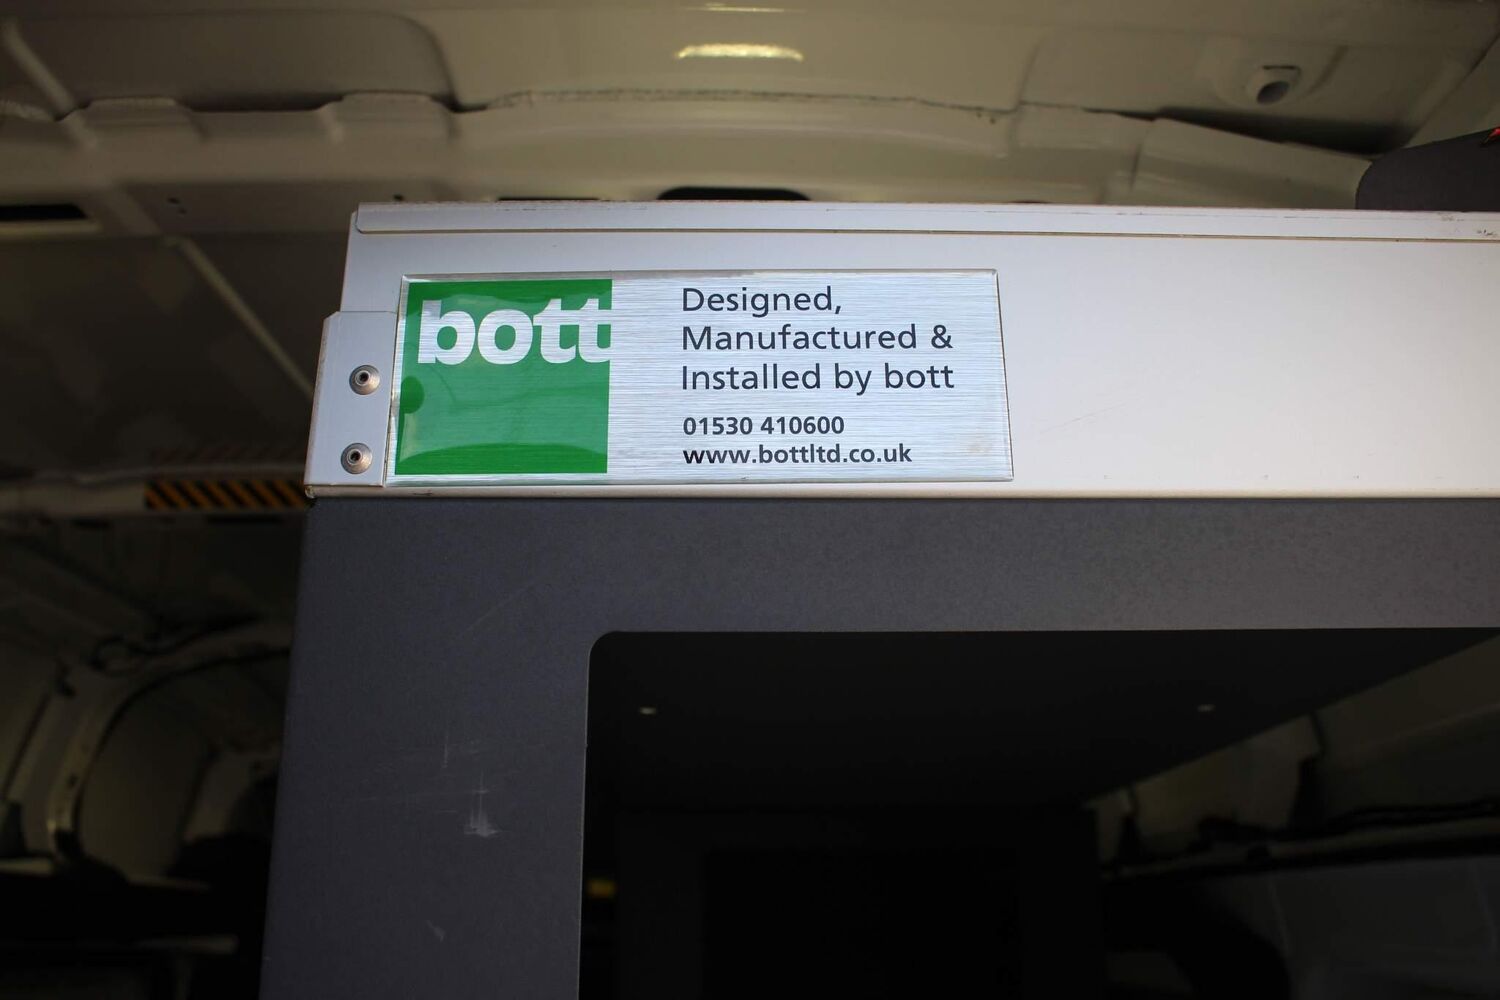 bott
Designed,
Manufactured &
Installed by bott
01530 410600
www.bottltd.co.uk